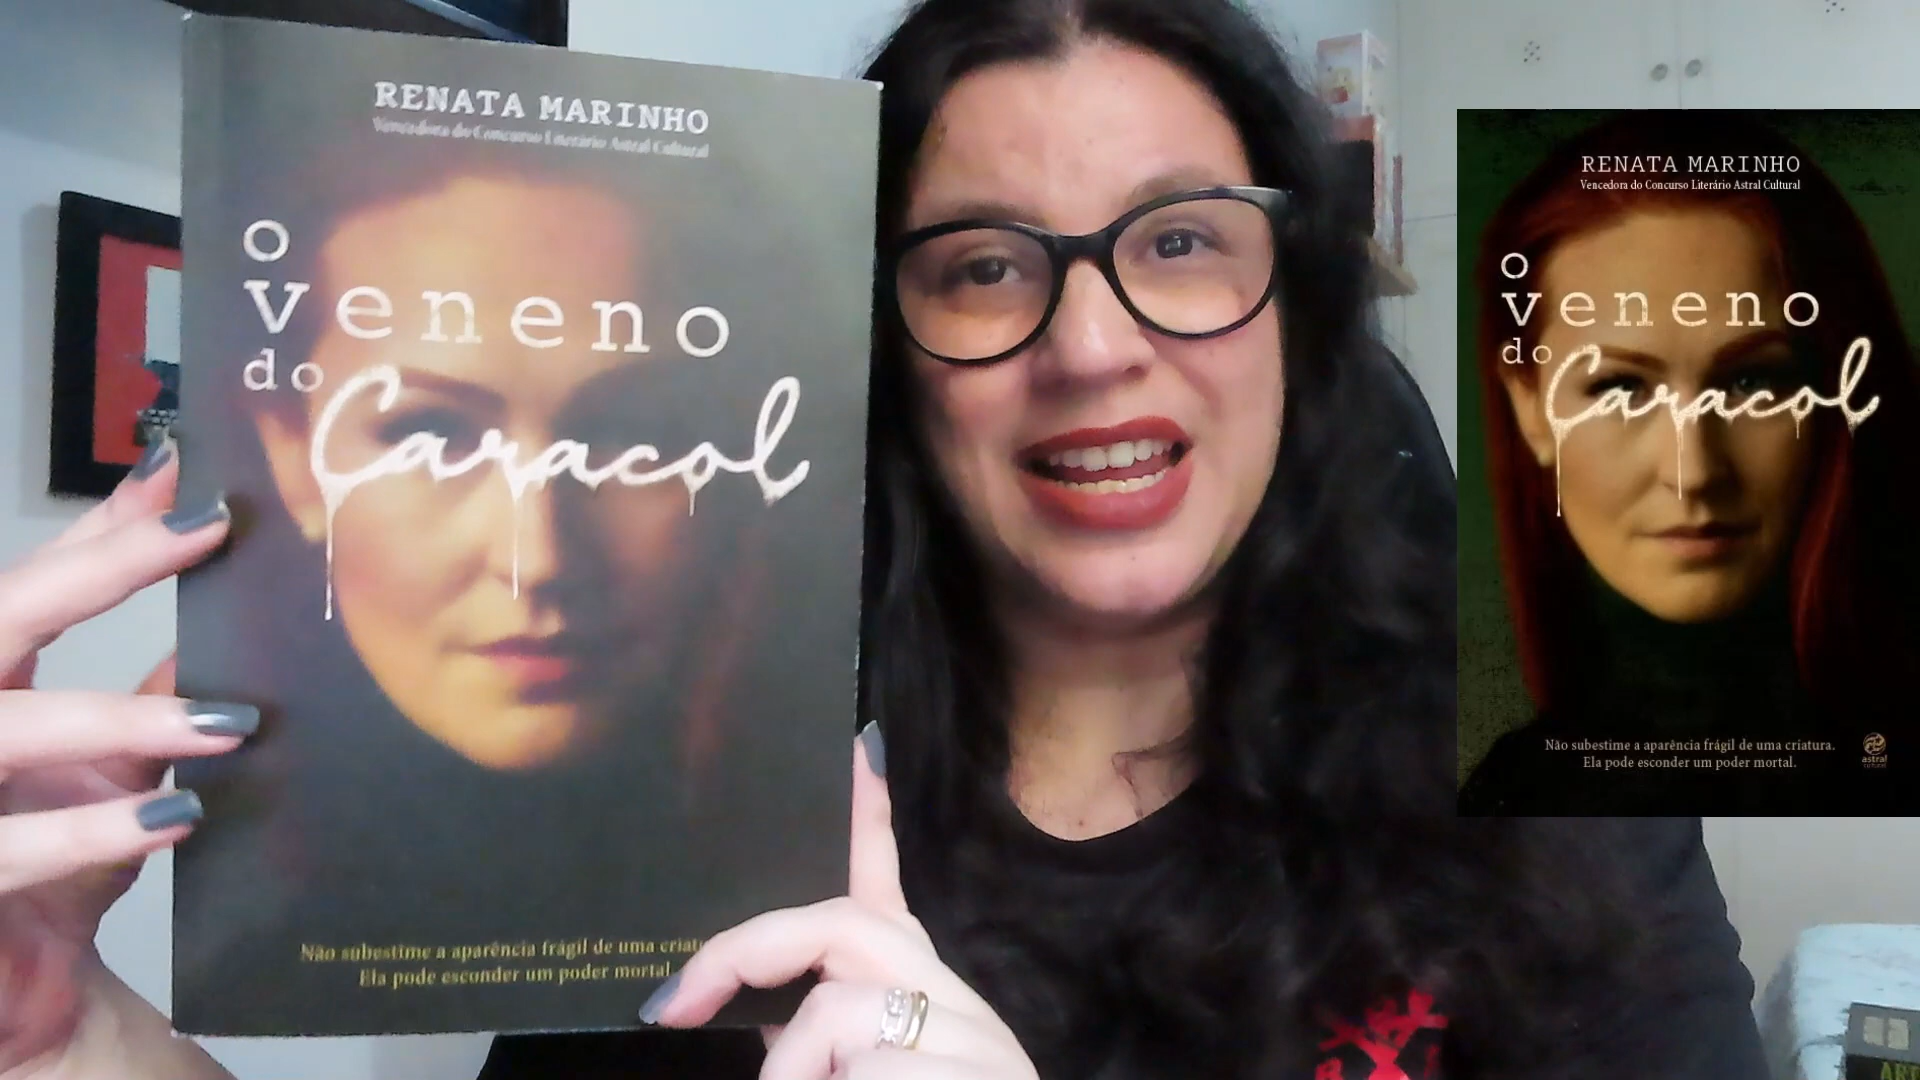 RENATA MARINHO
Vencedora do Concurso Literário Astral Cultural
o
veneno
do Caracol
Não subestime a aparência frágil de uma
Ela pode esconder um poder mortal.
RENATA MARINHO
Vencedora do Concurso Literário Astral Cultural
o
veneno
do Caracol
Não subestime a aparência frágil de uma criatura.
Ela pode esconder um poder mortal.
astral
cultural